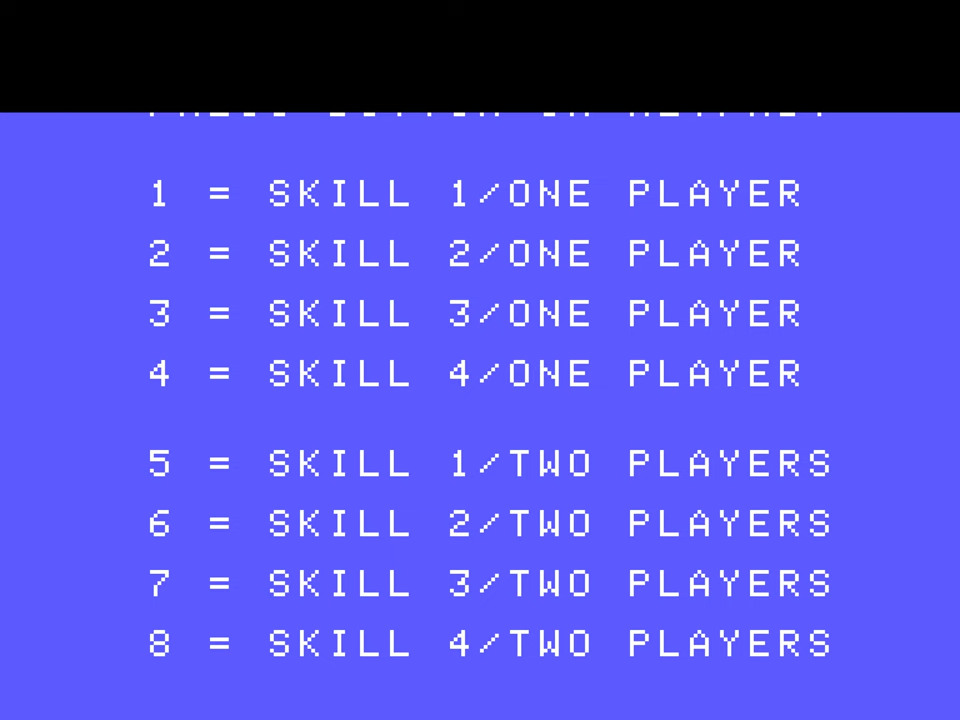 1 = SKILL 1/ONE PLAYER
2 = SKILL 2/ONE PLAYER
3 = SKILL 3/ONE PLAYER
4 = SKILL 4/ONE PLAYER
5 = SKILL 1/TWO PLAYERS
6 = SKILL 2/TWO PLAYERS
7 = SKILL 3/TWO PLAYERS
8 = SKILL 4/TWO PLAYERS